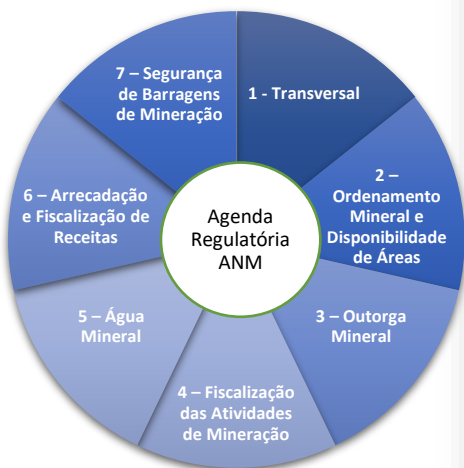 7 – Segurança
de Barragens
de Mineração
1 - Transversal
2 –
Ordenamento
Mineral e
Disponibilidade
de Áreas
3 – Outorga
Mineral
4 – Fiscalização
das Atividades
de Mineração
5 – Água
Mineral
6 – Arrecadação
e Fiscalização de
Receitas
Agenda
Regulatória
ANM